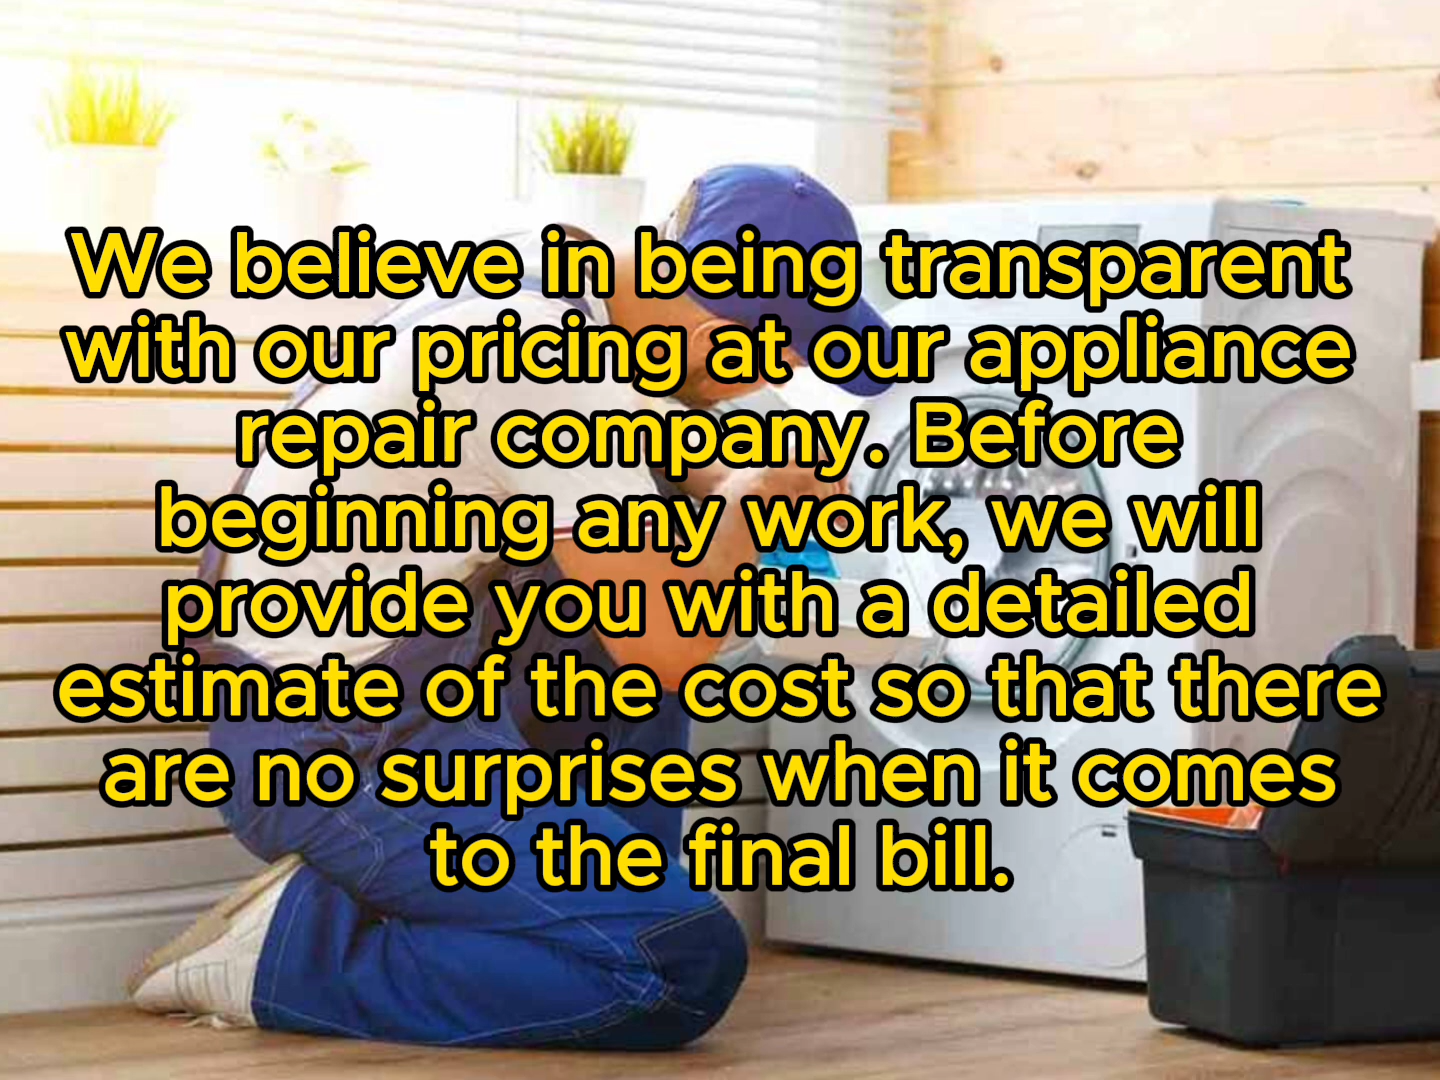 We believe in being transparent
with our pricing at our appliance
repair company. Before
beginning any work, we will
provide you with a detailed
estimate of the cost so that there
are no surprises when it comes
to the final bill.